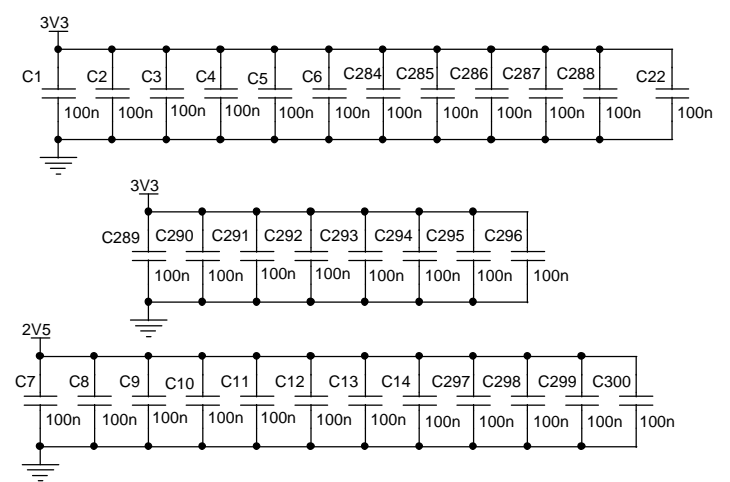 3V3
C1 C2 C3 C4 C5 C6 C284 C285 C286 C287 C288 C22
100n 100n 100n 100n 100n 100n 100n 100n 100n 100n 100n 100n
3V3
C289 C290 C291 C292 C293 C294 C295 C296
100n 100n 100n 100n 100n 100n 100n 100n
2V5
C7 C8 C9 C10 C11 C12 C13 C14 C297 C298 C299 C300
100n 100n 100n 100n 100n 100n 100n 100n 100n 100n 100n 100n